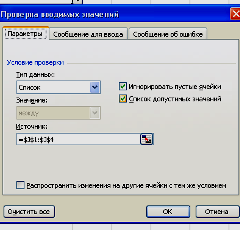 Проверка вводимых значений
Параметры
Сообщение для ввода
Сообщение об ошибке
Условие проверки
Тип данных:
Список
Игнорировать пустые ячейки
Значение:
Список допустимых значений
между
Источник:
=$J$1:$J$4
Распространить изменения на другие ячейки с тем же условием
Очистить все
ОК
Отмена